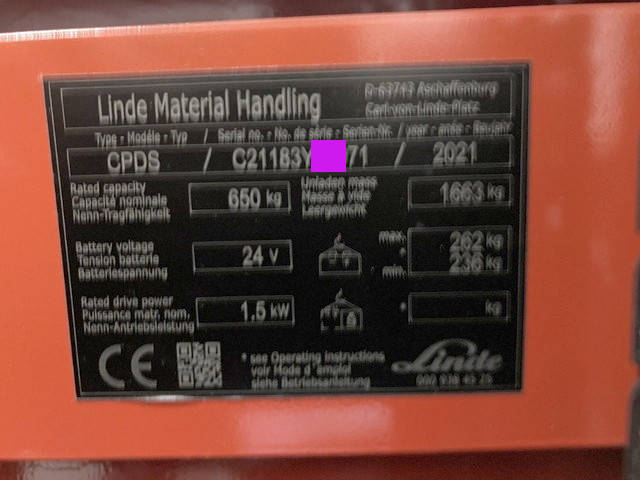 Linde Material Handling
D-63743 Aschaffenburg
Carl-von-Linde-Platz
Type - Modèle - Typ / Serial no. - No. de série - Serien-Nr. / year - année - Baujahr
CPDS / C21183Y 71 / 2021
Rated capacity
Capacité nominale
Nenn-Tragfähigkeit
650 kg
Unladen mass
Masse à vide
Leergewicht
1663 kg
Battery voltage
Tension batterie
Batteriespannung
24 V
max. 262 kg
min. 236 kg
Rated drive power
Puissance matr. nom.
Nenn-Antriebsleistung
1.5 kW
* kg
CE
* see Operating Instructions
voir Mode d´emploi
siehe Betriebsanleitung
Linde